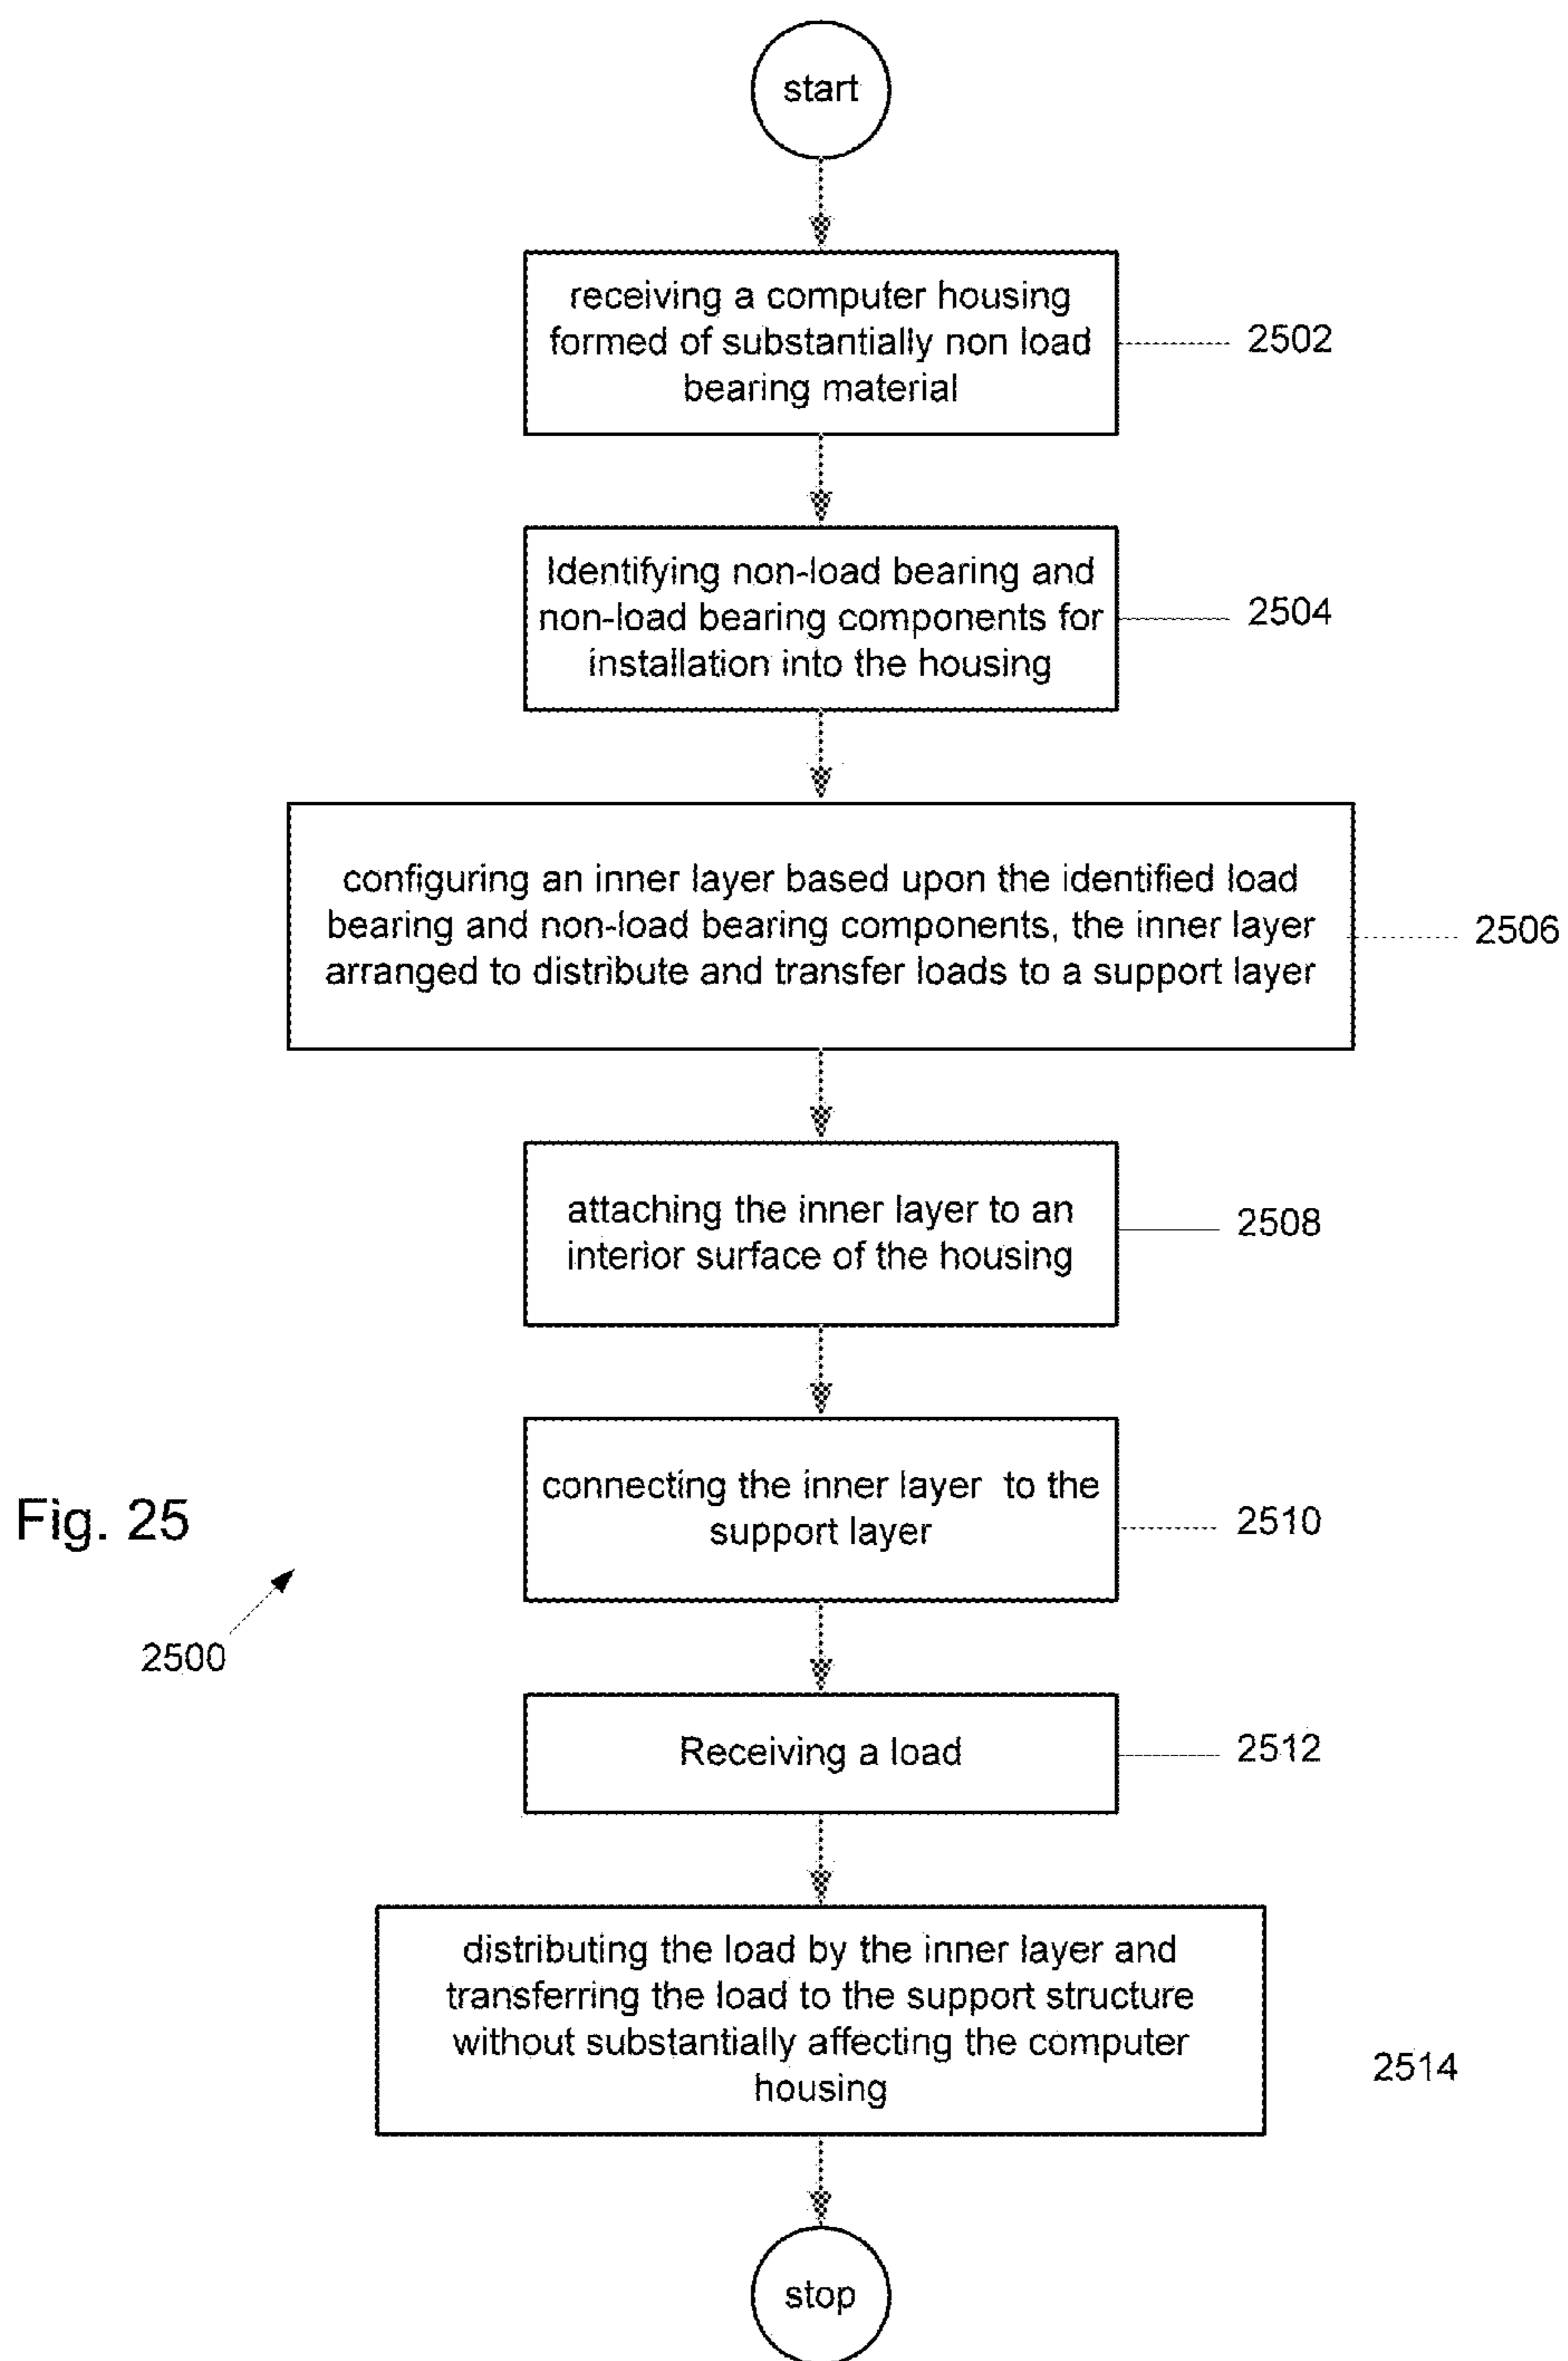 start
receiving a computer housing
formed of substantially non load
bearing material
2502
Identifying non-load bearing and
non-load bearing components for
installation into the housing
2504
configuring an inner layer based upon the identified load
bearing and non-load bearing components, the inner layer
arranged to distribute and transfer loads to a support layer
2506
attaching the inner layer to an
interior surface of the housing
2508
connecting the inner layer to the
support layer
2510
Fig. 25
2500
Receiving a load
2512
distributing the load by the inner layer and
transferring the load to the support structure
without substantially affecting the computer
housing
2514
stop